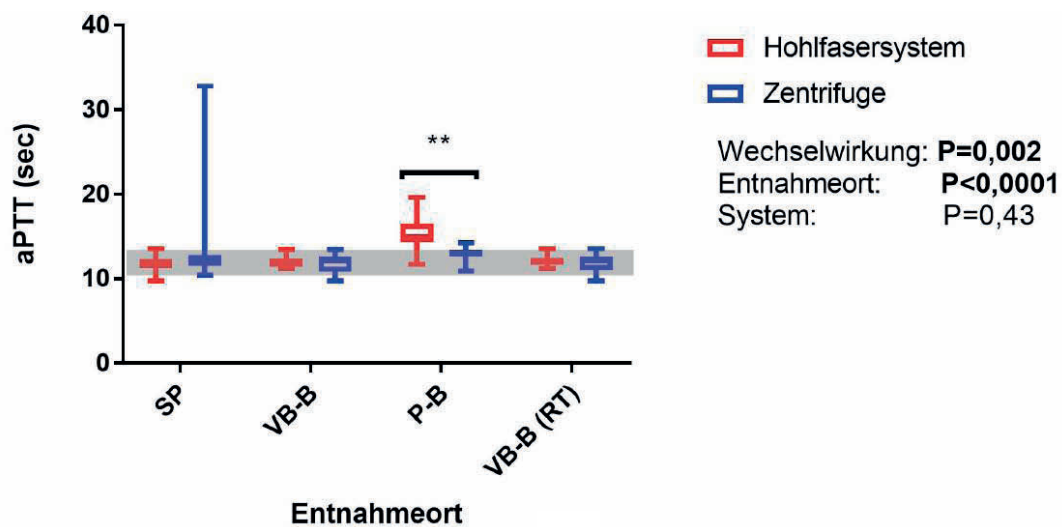 40
30
20
10
0
aPTT (sec)
**
SP
VB-B
P-B
VB-B (RT)
Entnahmeort
Hohlfasersystem
Zentrifuge
Wechselwirkung: P=0,002
Entnahmeort: P<0,0001
System: P=0,43